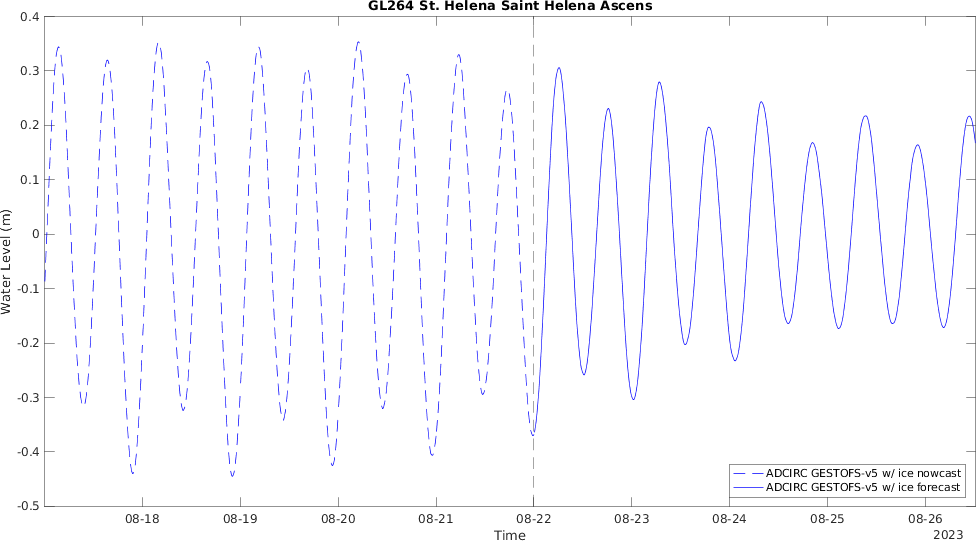 GL264 St. Helena Saint Helena Ascens
0.4
0.3
0.2
0.1
0
-0.1
-0.2
-0.3
-0.4
-0.5
Water Level (m)
ADCIRC GESTOFS-v5 w/ ice nowcast
ADCIRC GESTOFS-v5 w/ ice forecast
08-18 08-19 08-20 08-21 08-22 08-23 08-24 08-25 08-26
Time
2023